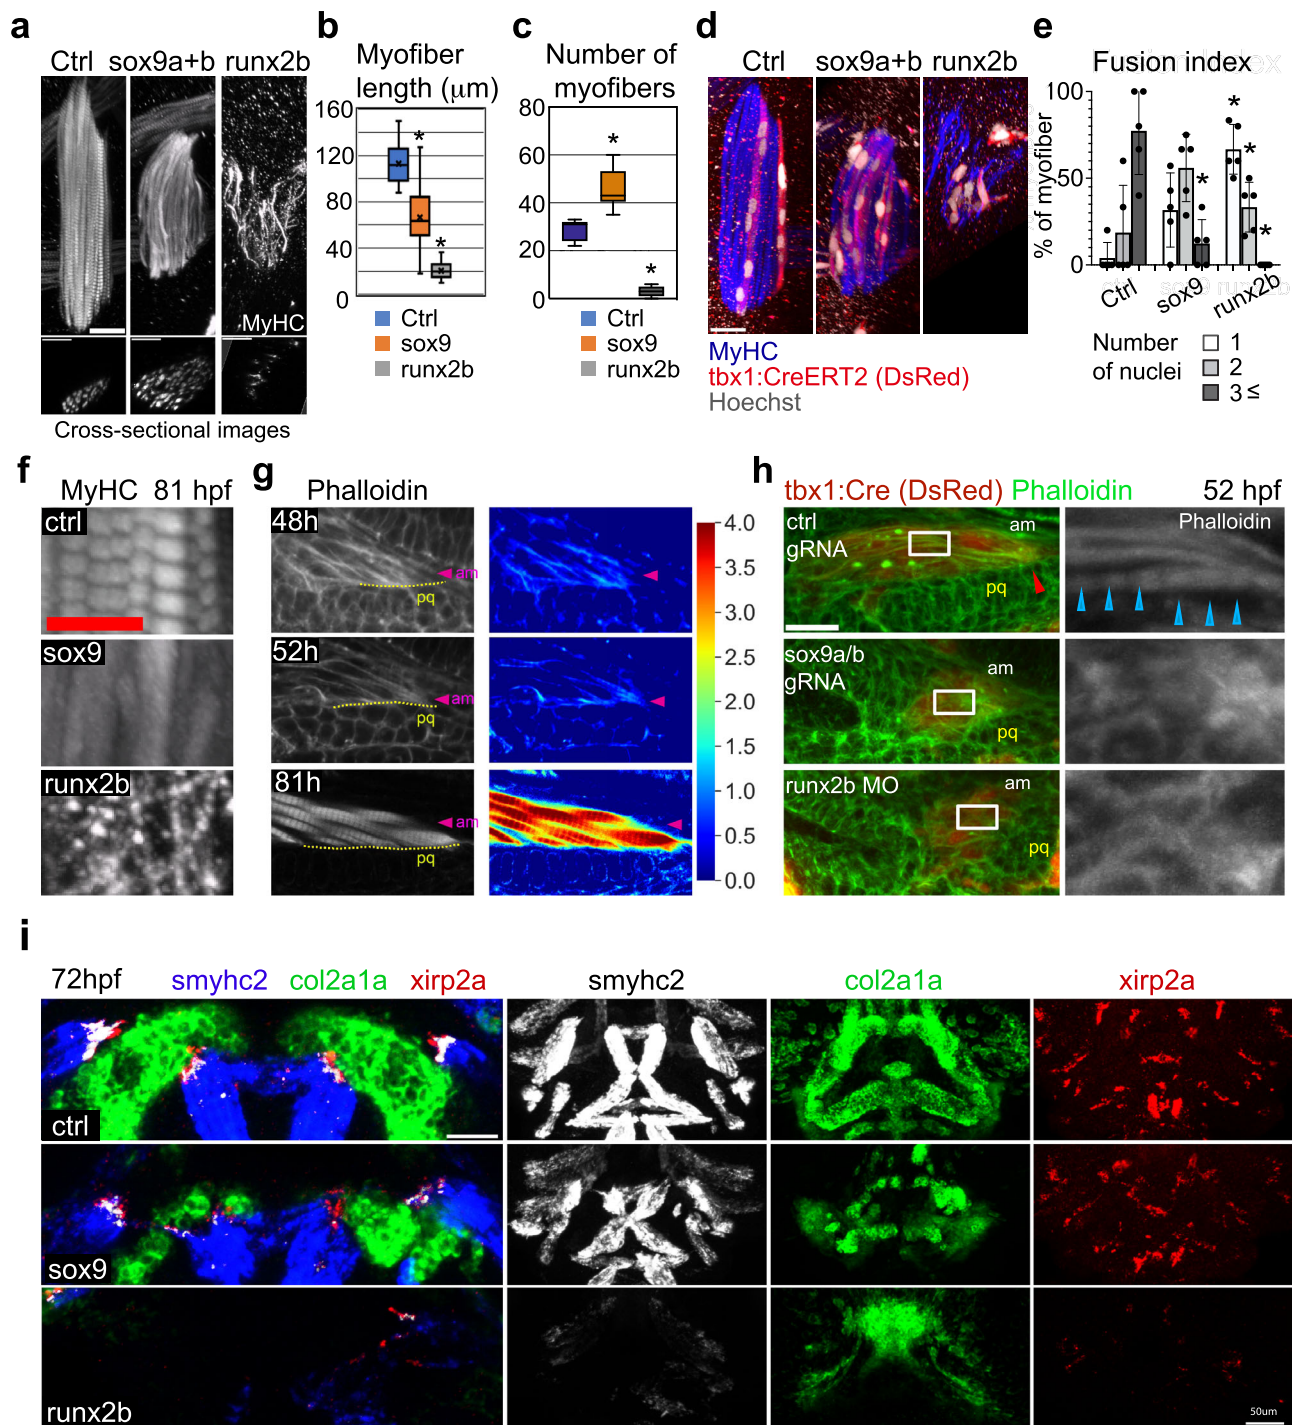 a
Ctrl sox9a+b runx2b
MyHC
Cross-sectional images
b
Myofiber
length (μm)
160
120
80
40
0
Ctrl
sox9
runx2b
c
Number of
myofibers
80
60
40
20
0
Ctrl
sox9
runx2b
d
Ctrl sox9a+b runx2b
MyHC
tbx1:CreERT2 (DsRed)
Hoechst
e
Fusion index
% of myofiber
100
50
0
Ctrl sox9 runx2b
Number
of nuclei
1
2
3 ≤
f
MyHC 81 hpf
ctrl
sox9
runx2b
g
Phalloidin
48h
am
pq
52h
am
pq
81h
am
pq
4.0
3.5
3.0
2.5
2.0
1.5
1.0
0.5
0.0
h
tbx1:Cre (DsRed) Phalloidin 52 hpf
ctrl
gRNA
am
pq
Phalloidin
sox9a/b
gRNA
am
pq
runx2b MO
am
pq
i
72hpf smyhc2 col2a1a xirp2a smyhc2 col2a1a xirp2a
ctrl
sox9
runx2b
50um